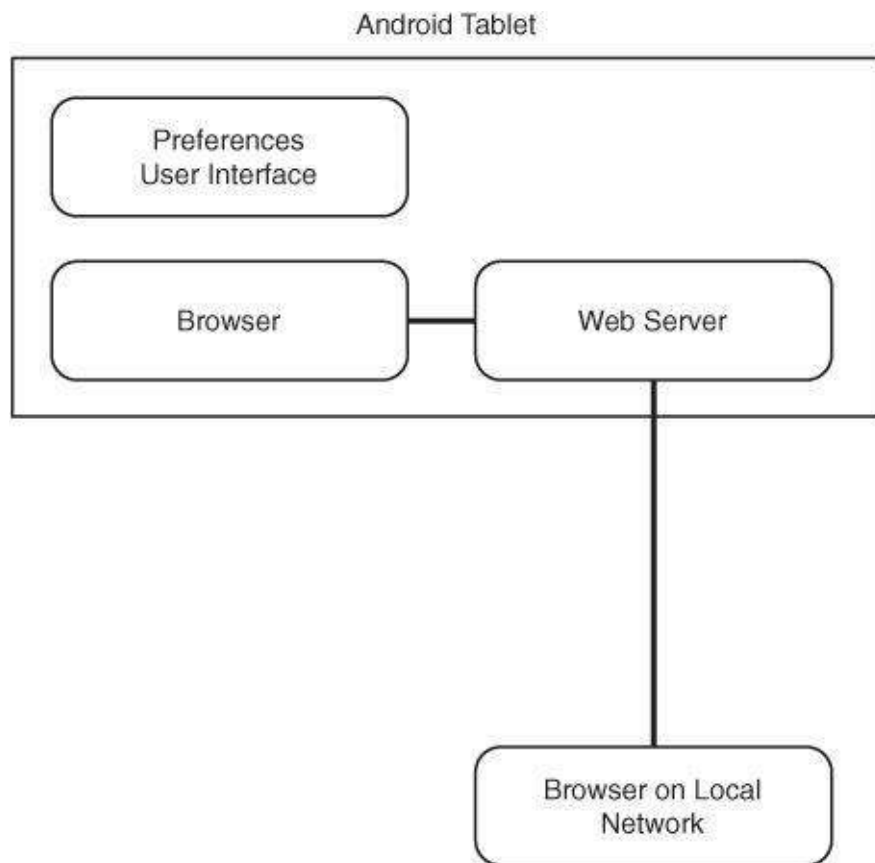 Android Tablet
Preferences
User Interface
Browser
Web Server
Browser on Local
Network